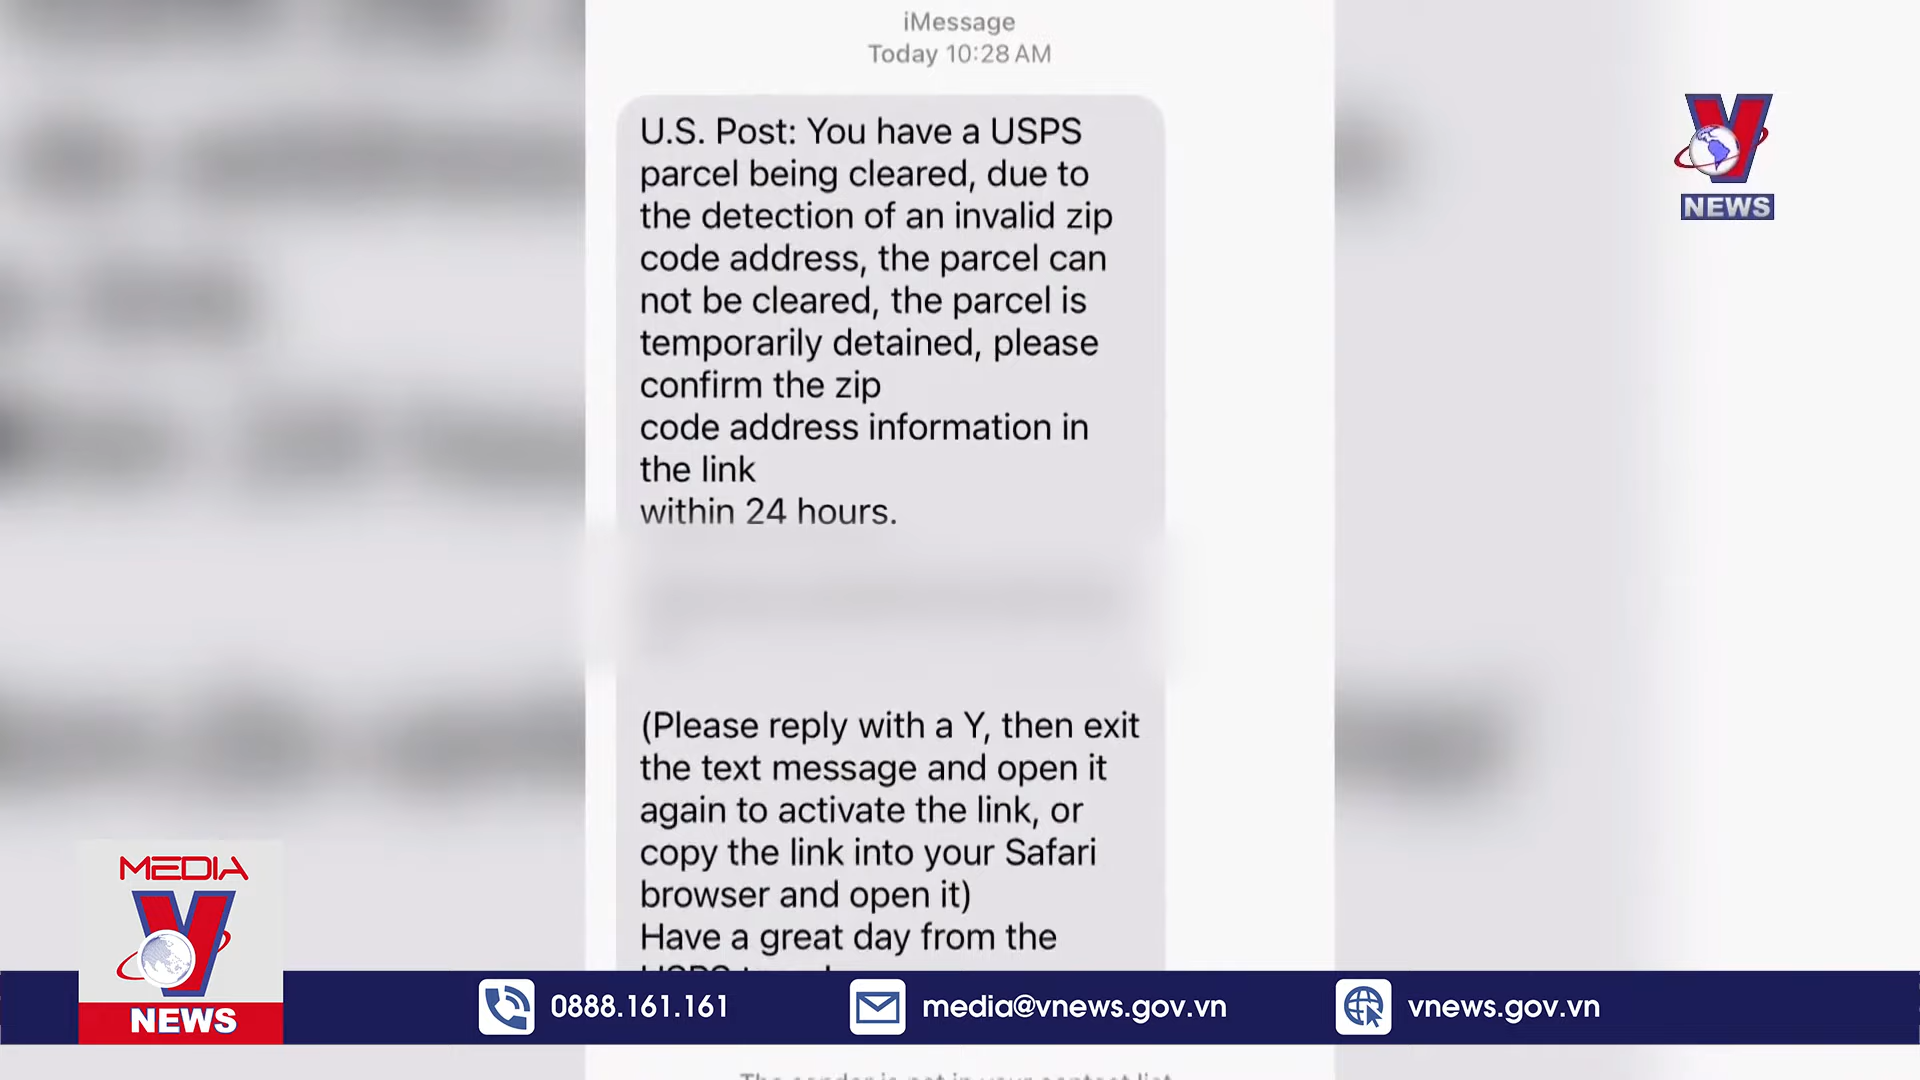 iMessage
Today 10:28 AM
U.S. Post: You have a USPS
parcel being cleared, due to
the detection of an invalid zip
code address, the parcel can
not be cleared, the parcel is
temporarily detained, please
confirm the zip
code address information in
the link
within 24 hours.
(Please reply with a Y, then exit
the text message and open it
again to activate the link, or
copy the link into your Safari
browser and open it)
Have a great day from the
NEWS
MEDIA
NEWS
0888.161.161
media@vnews.gov.vn
vnews.gov.vn